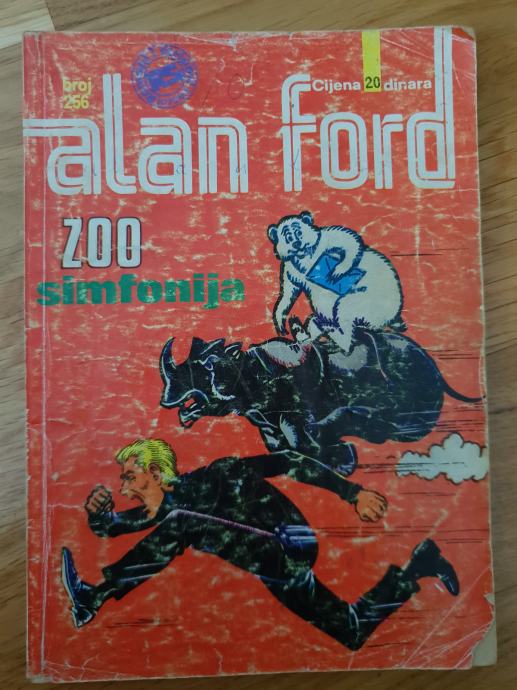 broj
256
Cijena 20 dinara
alan ford
ZOO
simfonija